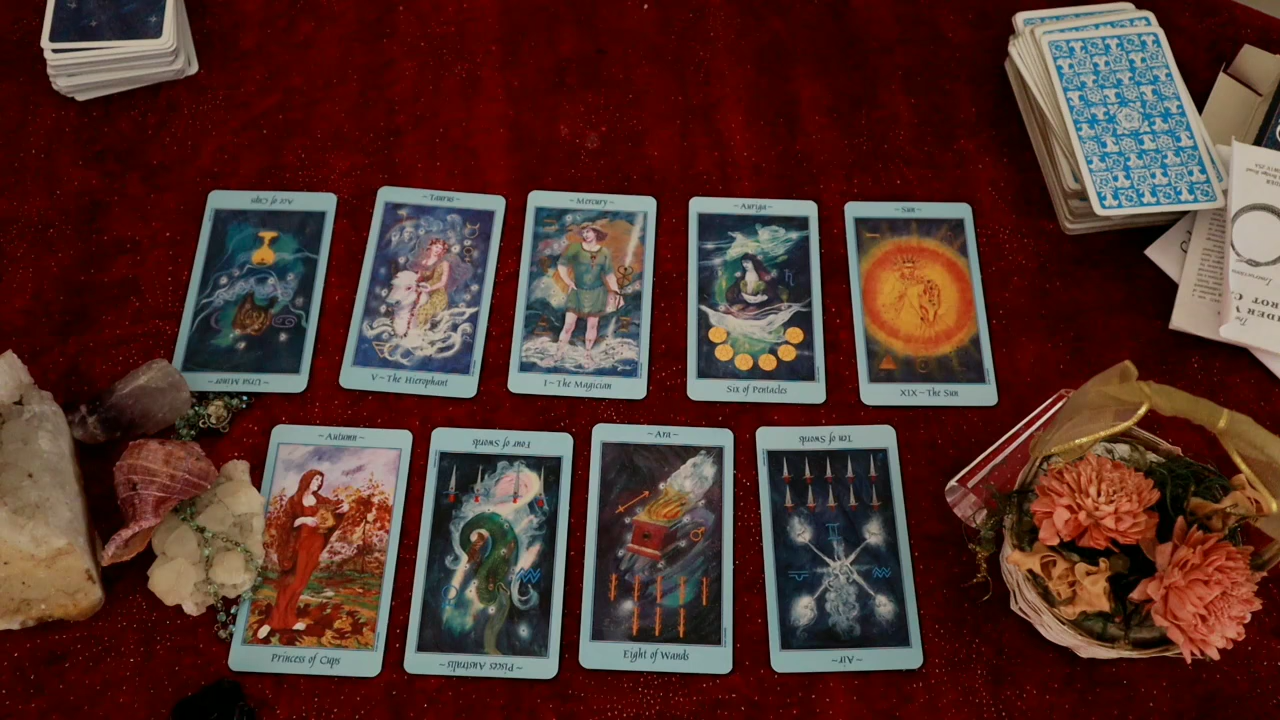 Ace of Cups
~ Ursa Minor ~
~ Taurus ~
V ~ The Hierophant
~ Mercury ~
I ~ The Magician
~ Auriga ~
Six of Pentacles
~ Sun ~
XIX ~ The Sun
~ Autumn ~
Princess of Cups
Four of Swords
~ Pisces Australis ~
~ Ara ~
Eight of Wands
Ten of Swords
~ Air ~